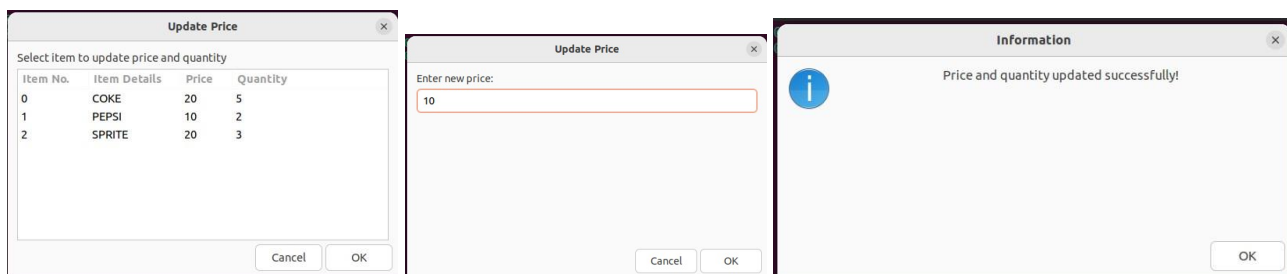 Update Price
Select item to update price and quantity
Item No. Item Details Price Quantity
0 COKE 20 5
1 PEPSI 10 2
2 SPRITE 20 3
Cancel OK
Update Price
Enter new price:
10
Cancel OK
Information
Price and quantity updated successfully!
OK